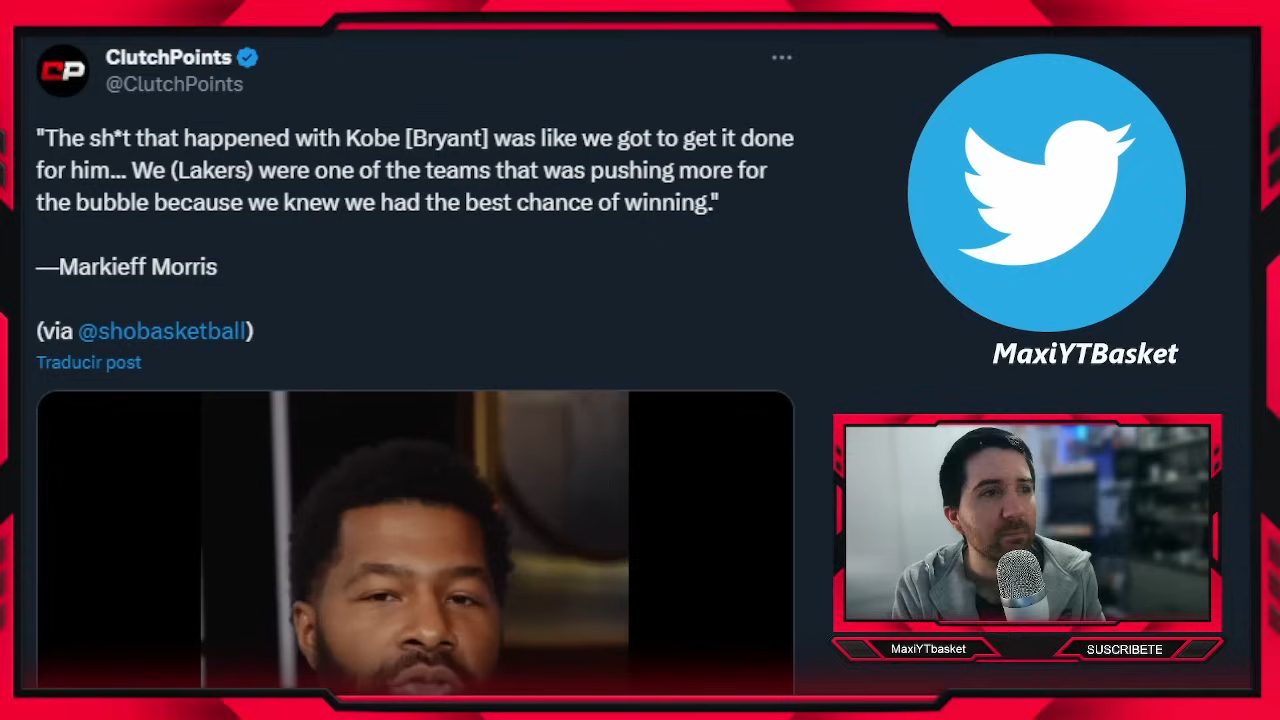 ClutchPoints
CP
@ClutchPoints
"The sh*t that happened with Kobe [Bryant] was like we got to get it done
for him... We (Lakers) were one of the teams that was pushing more for
the bubble because we knew we had the best chance of winning."
—Markieff Morris
(via @shobasketball)
Traducir post
MaxiYTBasket
MaxiYTbasket
SUSCRIBETE